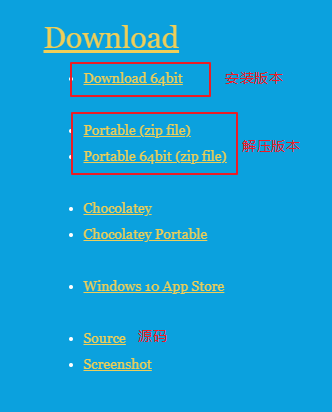 Download
Download 64bit 安装版本
Portable (zip file)
Portable 64bit (zip file) 解压版本
Chocolatey
Chocolatey Portable
Windows 10 App Store
Source 源码
Screenshot